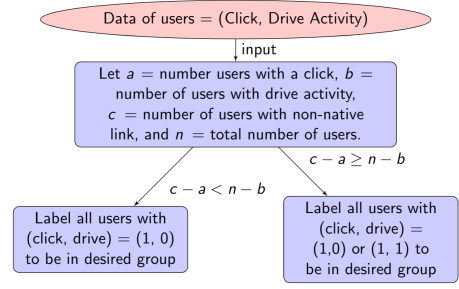 Data of users = (Click, Drive Activity)
input
Let a = number users with a click, b =
number of users with drive activity,
c = number of users with non-native
link, and n = total number of users.
c − a ≥ n − b
c − a < n − b
Label all users with
(click, drive) = (1, 0)
to be in desired group
Label all users with
(click, drive) =
(1,0) or (1, 1) to
be in desired group